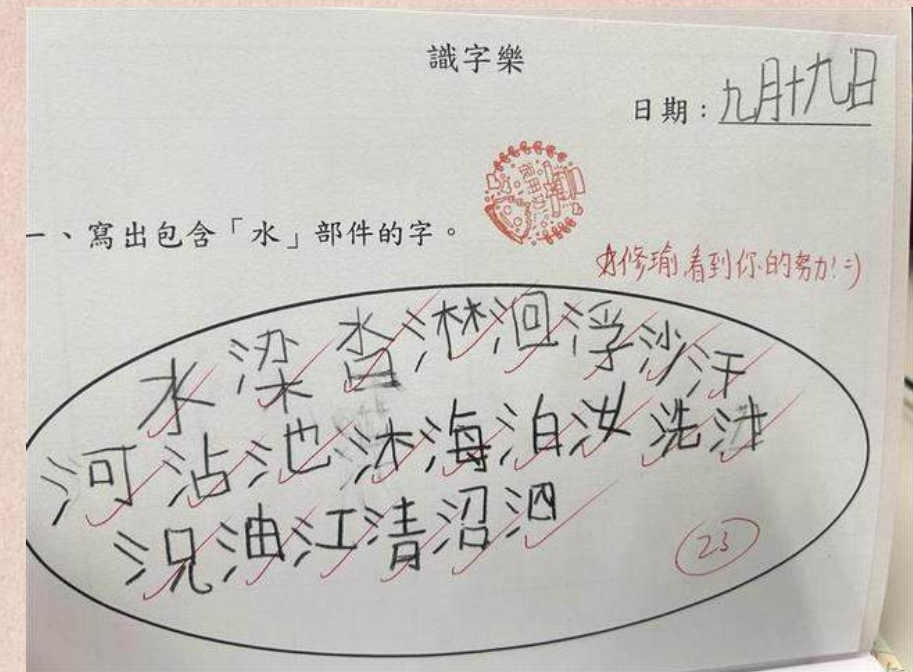 識字樂
日期：九月十九日
一、寫出包含「水」部件的字。
修瑜 看到你的努力!=)
水 染 沓 淋 洄 浮 沙 汗
河 沾 池 沐 海 泊 汝 洗 注
況 油 江 清 沼 泗
23